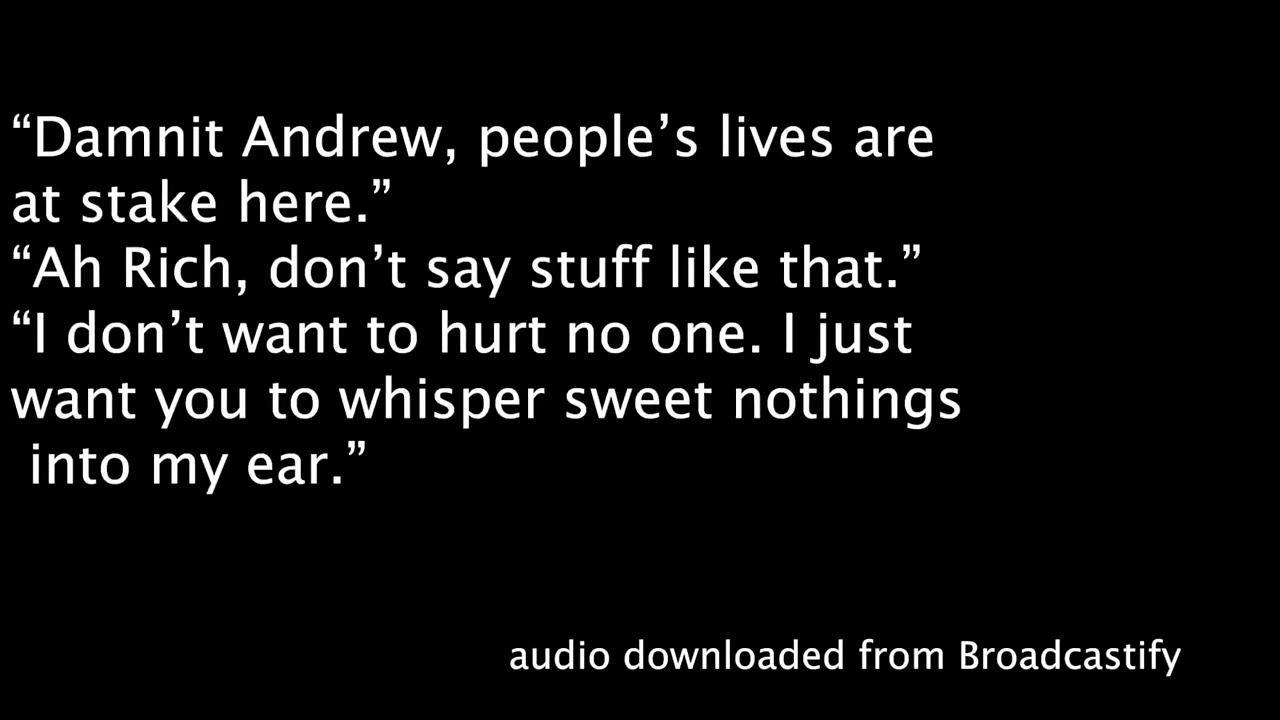 “Damnit Andrew, people’s lives are
at stake here.”
“Ah Rich, don’t say stuff like that.”
“I don’t want to hurt no one. I just
want you to whisper sweet nothings
into my ear.”
audio downloaded from Broadcastify